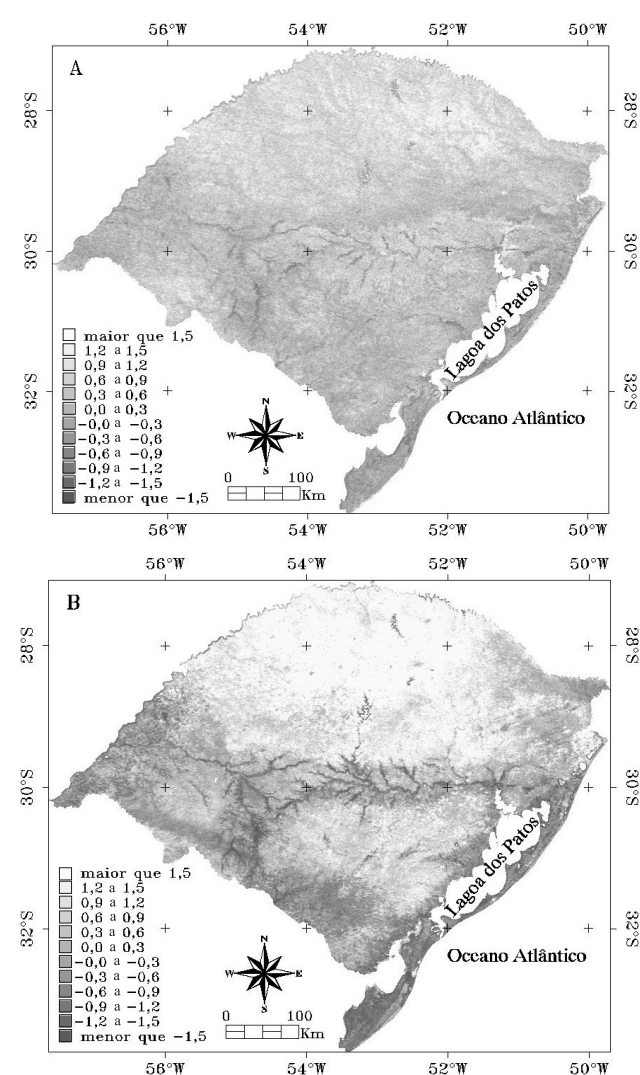 56°W 54°W 52°W 50°W
A
28°S 28°S
30°S 30°S
Lagoa dos Patos
maior que 1,5
1,2 a 1,5
0,9 a 1,2
0,6 a 0,9
0,3 a 0,6
0,0 a 0,3
-0,0 a -0,3
-0,3 a -0,6
-0,6 a -0,9
-0,9 a -1,2
-1,2 a -1,5
menor que -1,5
32°S 32°S
Occeano Atlântico
N
W E
S
0 100
Km
56°W 54°W 52°W 50°W
56°W 54°W 52°W 50°W
B
28°S 28°S
30°S 30°S
Lagoa dos Patos
maior que 1,5
1,2 a 1,5
0,9 a 1,2
0,6 a 0,9
0,3 a 0,6
0,0 a 0,3
-0,0 a -0,3
-0,3 a -0,6
-0,6 a -0,9
-0,9 a -1,2
-1,2 a -1,5
menor que -1,5
32°S 32°S
Occeano Atlântico
N
W E
S
0 100
Km
56°W 54°W 52°W 50°W